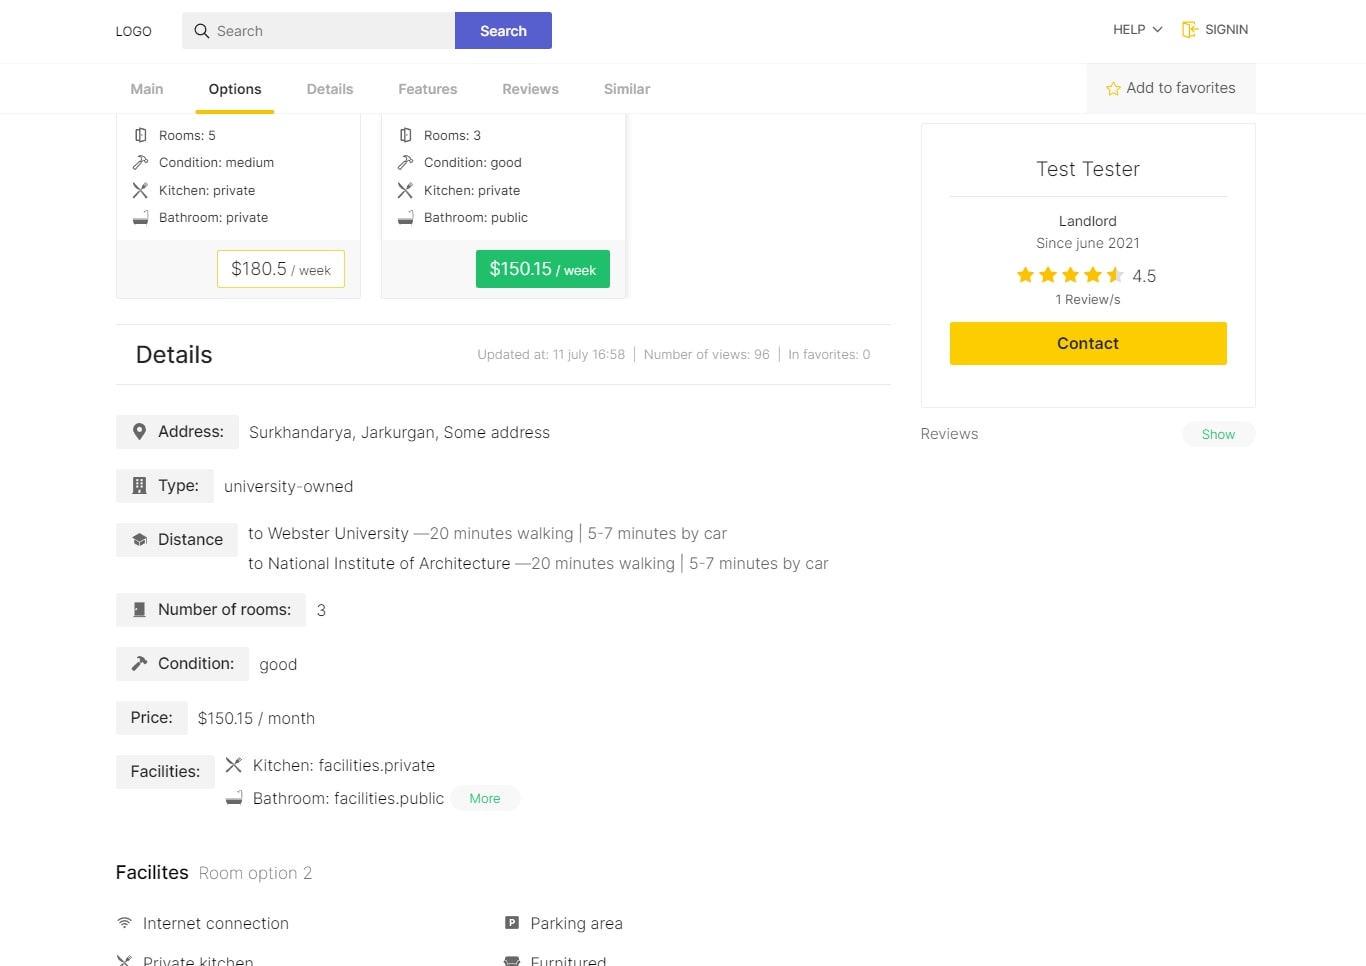 LOGO
Search
Search
HELP
SIGNIN
Main
Options
Details
Features
Reviews
Similar
Add to favorites
Rooms: 5
Condition: medium
Kitchen: private
Bathroom: private
$180.5 / week
Rooms: 3
Condition: good
Kitchen: private
Bathroom: public
$150.15 / week
Test Tester
Landlord
Since june 2021
4.5
1 Review/s
Contact
Reviews
Show
Details
Updated at: 11 july 16:58 | Number of views: 96 | In favorites: 0
Address: Surkhandarya, Jarkurgan, Some address
Type: university-owned
Distance to Webster University —20 minutes walking | 5-7 minutes by car
to National Institute of Architecture —20 minutes walking | 5-7 minutes by car
Number of rooms: 3
Condition: good
Price: $150.15 / month
Facilities: Kitchen: facilities.private
Bathroom: facilities.public More
Facilites Room option 2
Internet connection
Parking area
Private kitchen
Furnitured